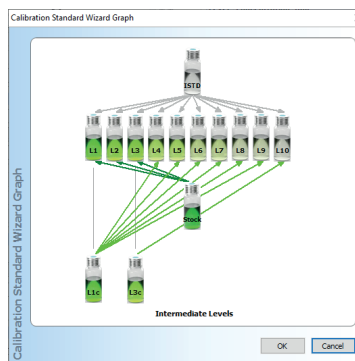 Calibration Standard Wizard Graph
Calibration Standard Wizard Graph
ISTD
L1 L2 L3 L4 L5 L6 L7 L8 L9 L10
Stock
L1c L3c
Intermediate Levels
OK Cancel